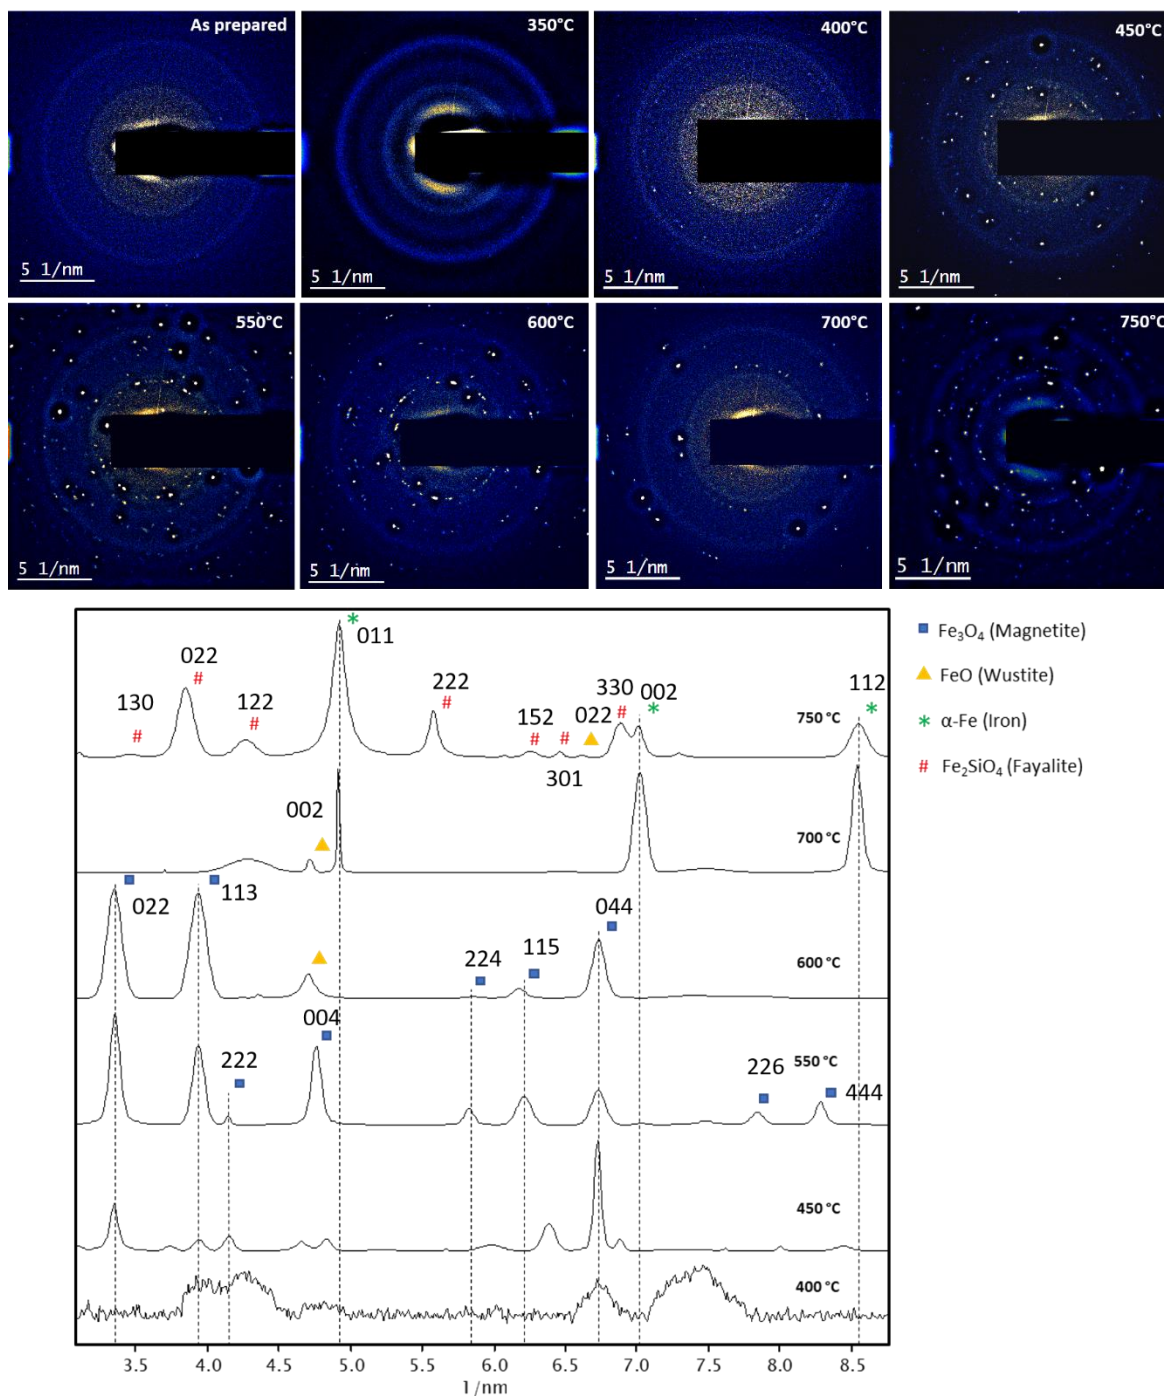 As prepared
350°C
400°C
450°C
5 1/nm
5 1/nm
5 1/nm
5 1/nm
550°C
600°C
700°C
750°C
5 1/nm
5 1/nm
5 1/nm
5 1/nm
* 011
130 # 022 # 122 # 222 # 152 # # 301 022 330 # 002 * 112 *
750 °C
002
700 °C
022 113 224 115 044
600 °C
222 004 226 444
550 °C
450 °C
400 °C
3.5 4.0 4.5 5.0 5.5 6.0 6.5 7.0 7.5 8.0 8.5
1/nm
Fe₃O₄ (Magnetite)
FeO (Wustite)
* α-Fe (Iron)
# Fe₂SiO₄ (Fayalite)